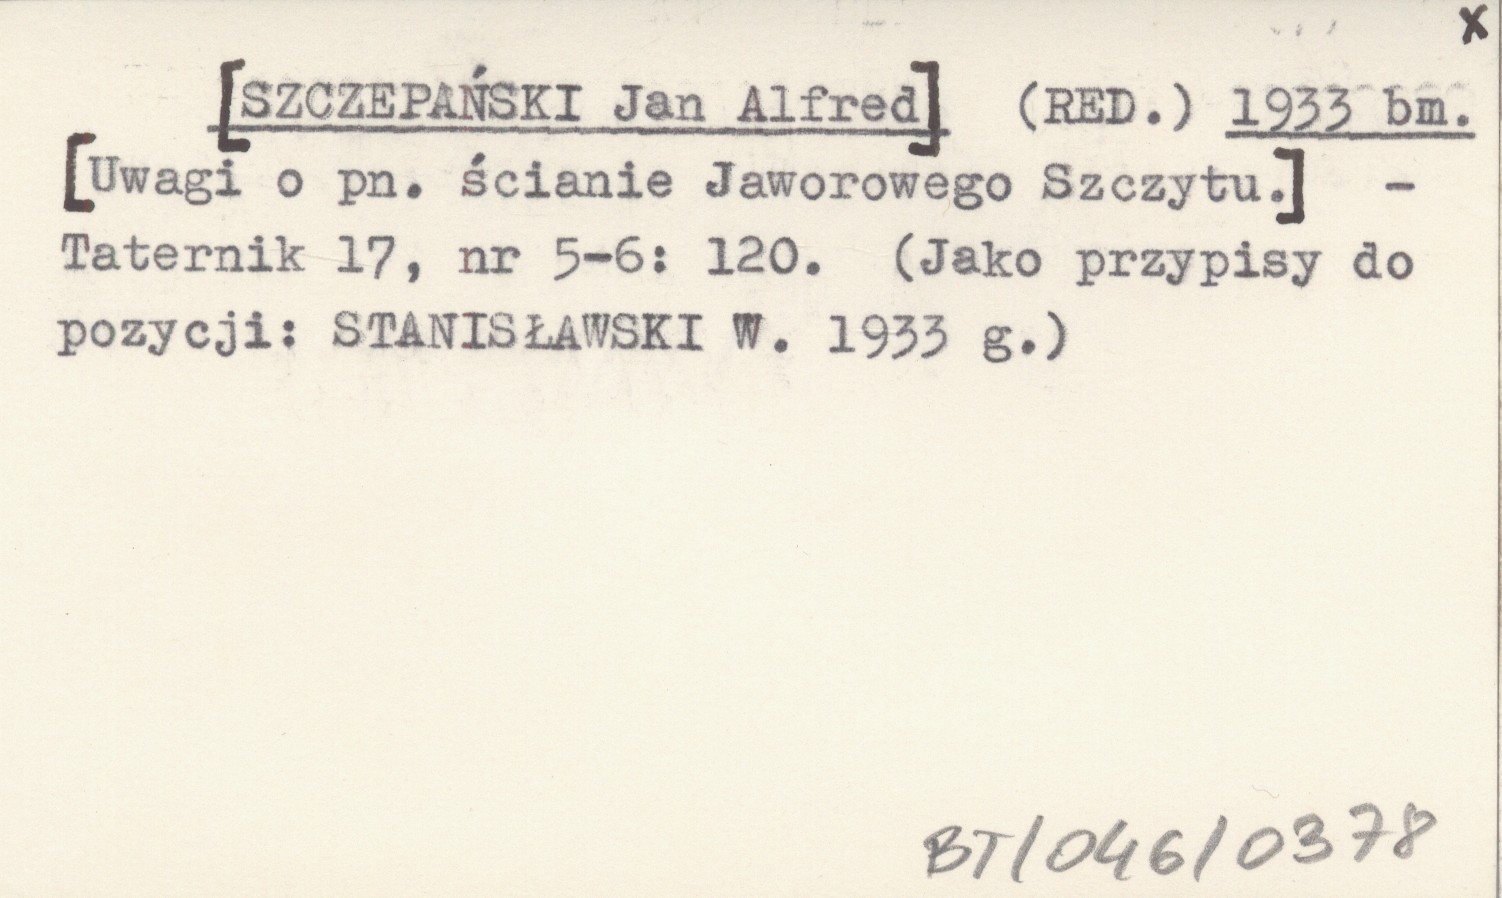 x
[SZCZEPAŃSKI Jan Alfred] (RED.) 1933 bm.
[Uwagi o pn. ścianie Jaworowego Szczytu.] -
Taternik 17, nr 5-6: 120. (Jako przypisy do
pozycji: STANISŁAWSKI W. 1933 g.)
BT/046/0378